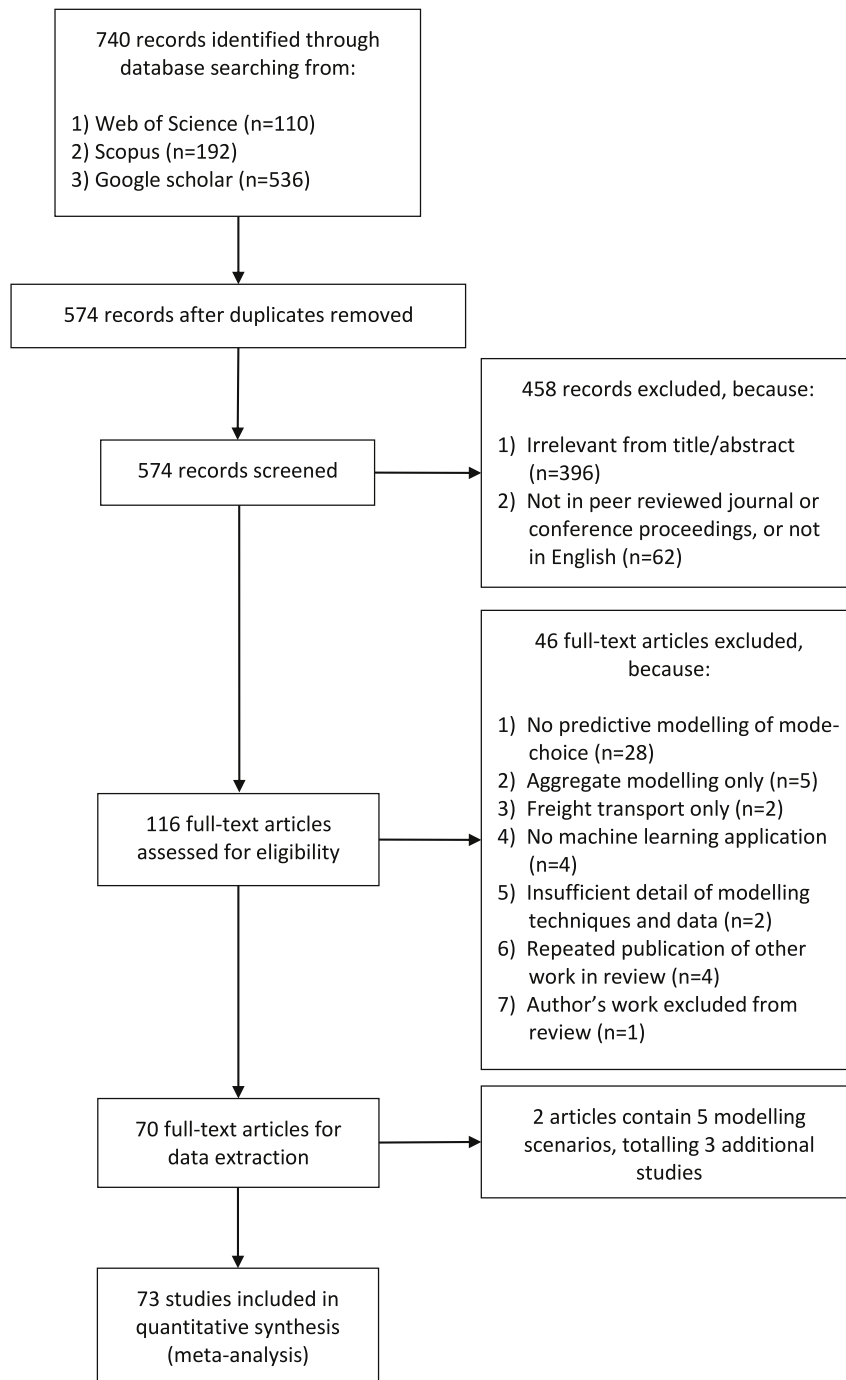 740 records identified through
database searching from:
1) Web of Science (n=110)
2) Scopus (n=192)
3) Google scholar (n=536)
574 records after duplicates removed
574 records screened
458 records excluded, because:
1) Irrelevant from title/abstract
(n=396)
2) Not in peer reviewed journal or
conference proceedings, or not
in English (n=62)
116 full-text articles
assessed for eligibility
46 full-text articles excluded,
because:
1) No predictive modelling of mode-
choice (n=28)
2) Aggregate modelling only (n=5)
3) Freight transport only (n=2)
4) No machine learning application
(n=4)
5) Insufficient detail of modelling
techniques and data (n=2)
6) Repeated publication of other
work in review (n=4)
7) Author’s work excluded from
review (n=1)
70 full-text articles for
data extraction
2 articles contain 5 modelling
scenarios, totalling 3 additional
studies
73 studies included in
quantitative synthesis
(meta-analysis)